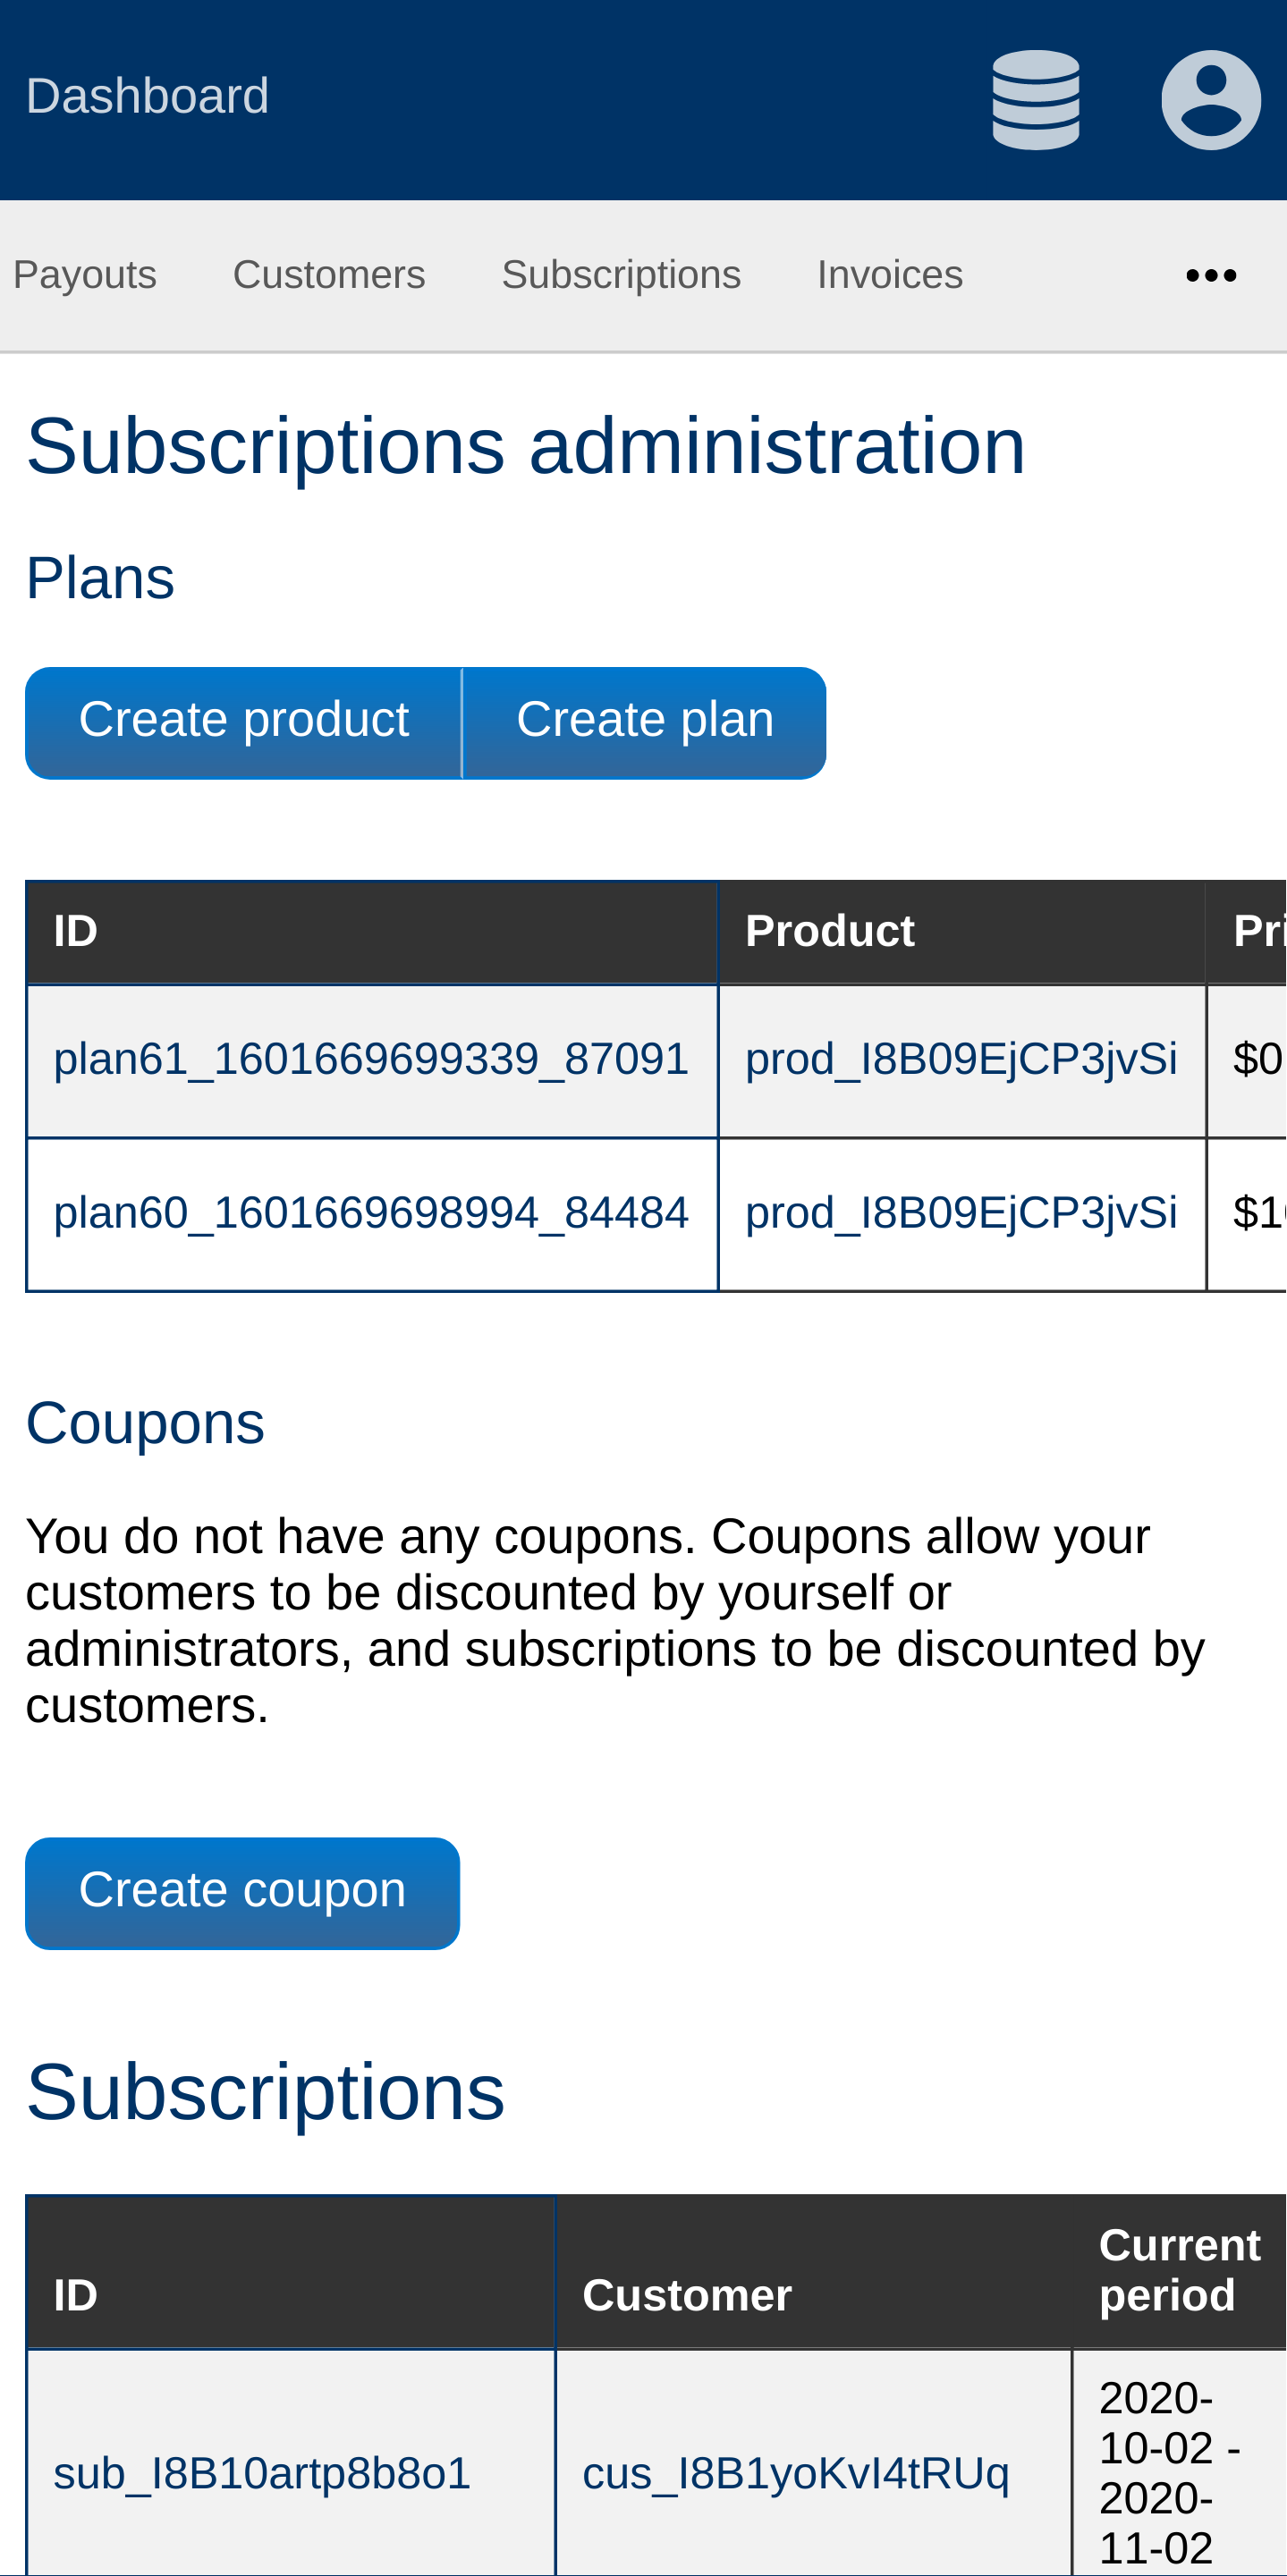 Dashboard
Payouts Customers Subscriptions Invoices
Subscriptions administration
Plans
Create product Create plan
ID Product Pri
plan61_1601669699339_87091 prod_I8B09EjCP3jvSi $0
plan60_1601669698994_84484 prod_I8B09EjCP3jvSi $10
Coupons
You do not have any coupons. Coupons allow your
customers to be discounted by yourself or
administrators, and subscriptions to be discounted by
customers.
Create coupon
Subscriptions
ID Customer Current
period
sub_I8B10artp8b8o1 cus_I8B1yoKvI4tRUq 2020-
10-02 -
2020-
11-02